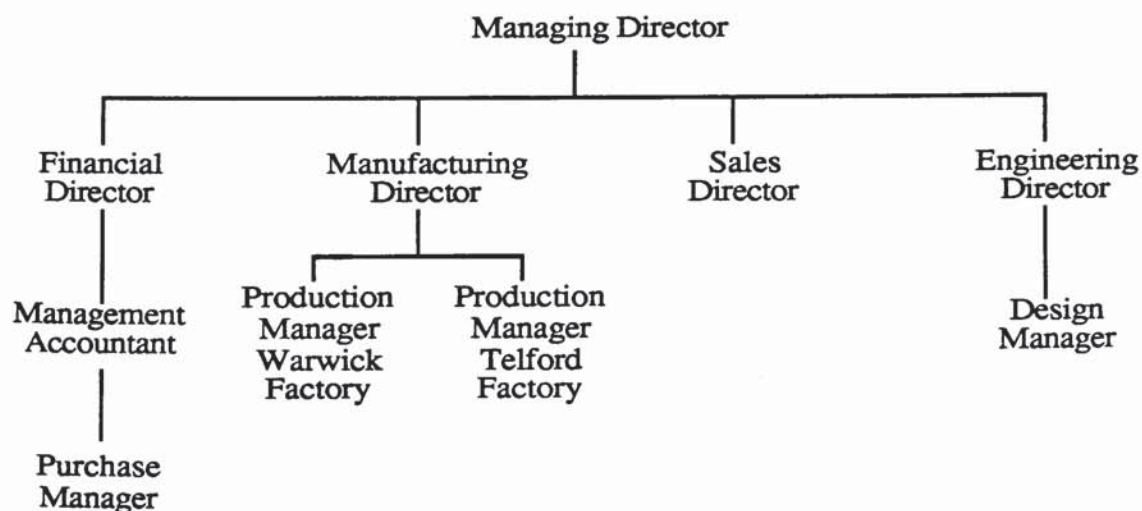 Managing Director
Financial
Director
Manufacturing
Director
Sales
Director
Engineering
Director
Management
Accountant
Production
Manager
Warwick
Factory
Production
Manager
Telford
Factory
Design
Manager
Purchase
Manager